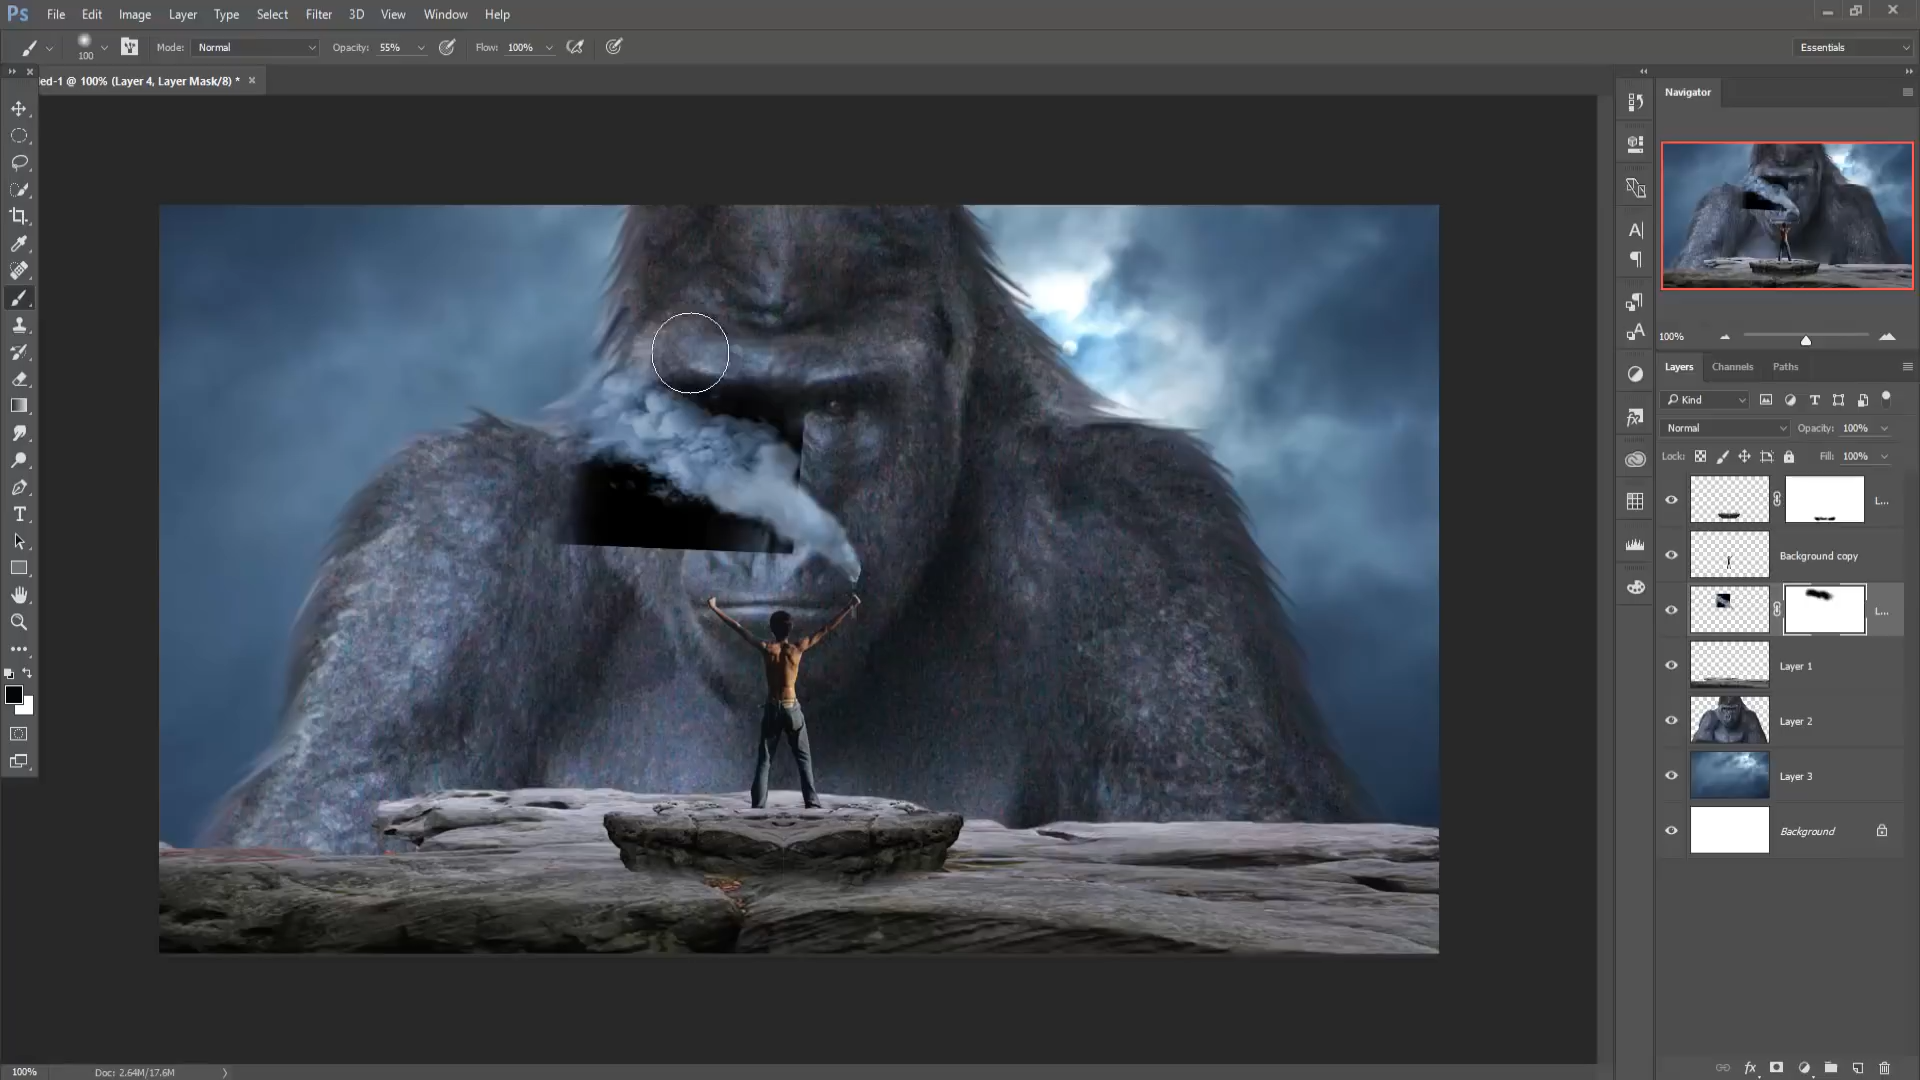 Ps File Edit Image Layer Type Select Filter 3D View Window Help
100 Mode: Normal Opacity: 55% Flow: 100% Essentials
ed-1 @ 100% (Layer 4, Layer Mask/8) *
Navigator
100%
Layers Channels Paths
Kind
Normal Opacity: 100%
Lock: Fill: 100%
L...
Background copy
L...
Layer 1
Layer 2
Layer 3
Background
100% Doc: 2.64M/17.6M